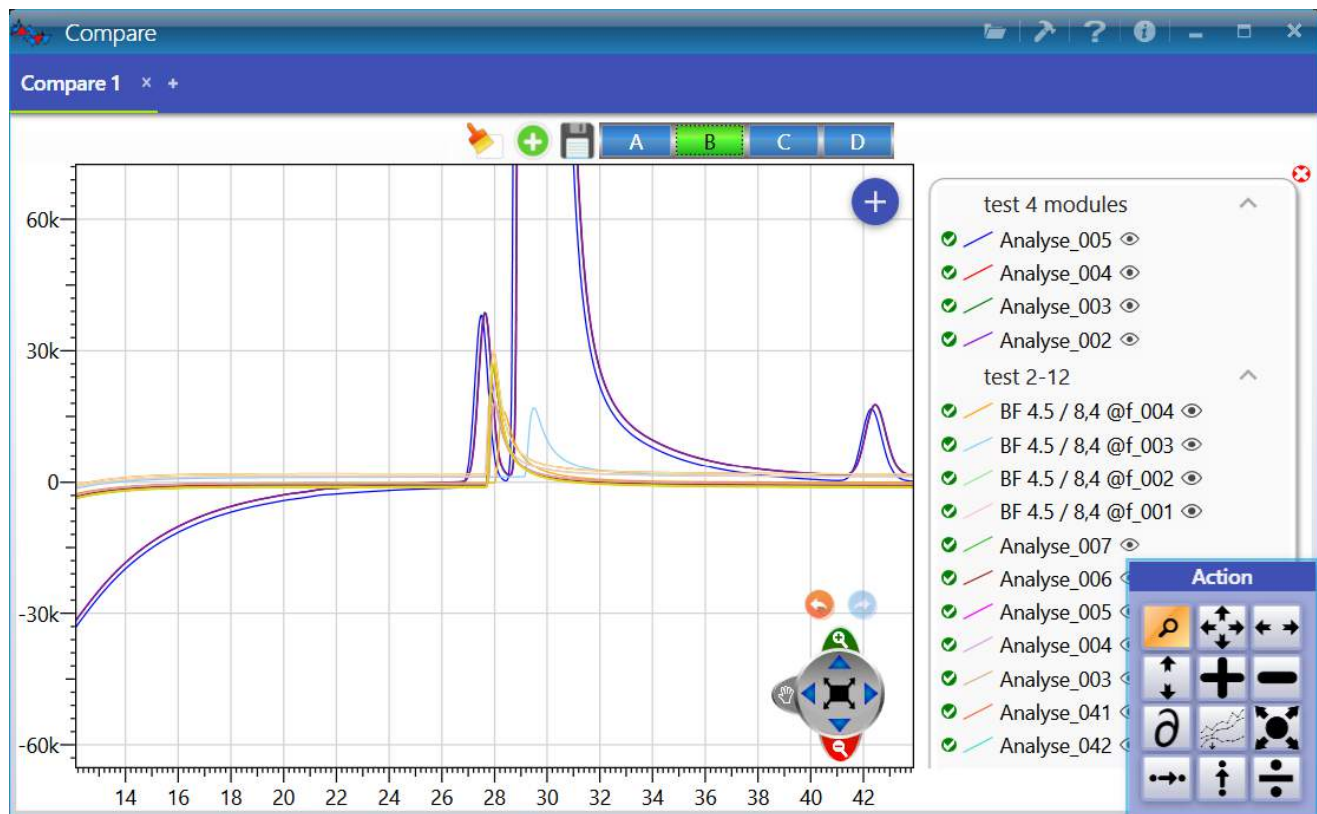 Compare
Compare 1 × +
A B C D
60k
30k
0
-30k
-60k
14 16 18 20 22 24 26 28 30 32 34 36 38 40 42
test 4 modules
Analyse_005
Analyse_004
Analyse_003
Analyse_002
test 2-12
BF 4.5 / 8,4 @f_004
BF 4.5 / 8,4 @f_003
BF 4.5 / 8,4 @f_002
BF 4.5 / 8,4 @f_001
Analyse_007
Analyse_006
Analyse_005
Analyse_004
Analyse_003
Analyse_041
Analyse_042
Action